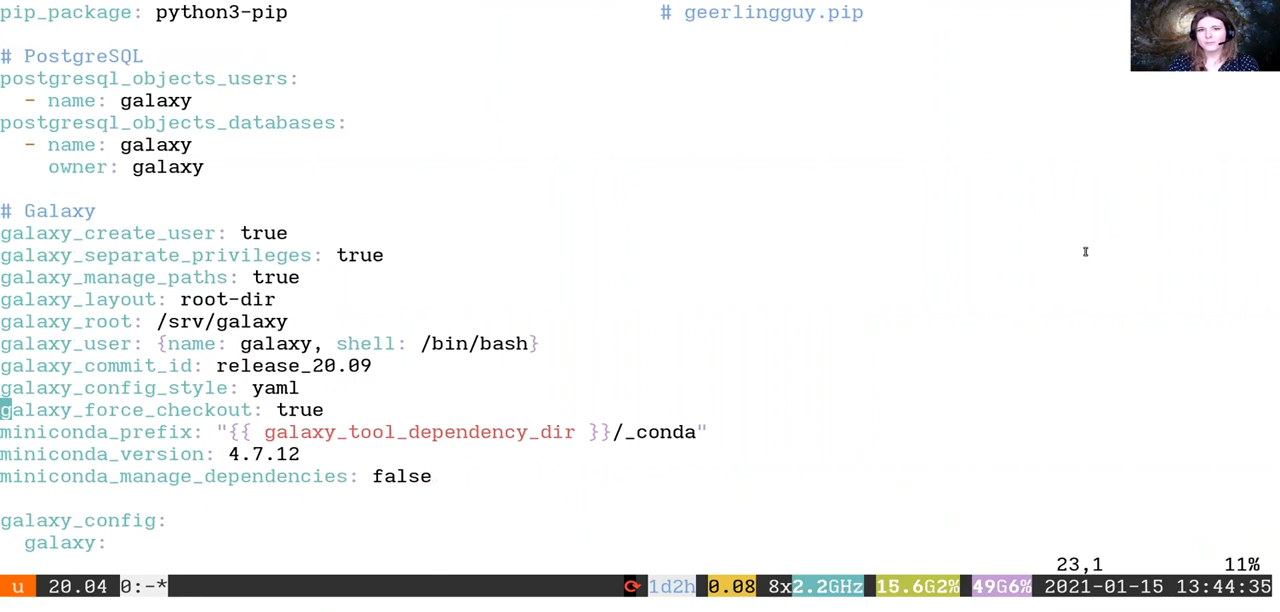 pip_package: python3-pip # geerlingguy.pip
# PostgreSQL
postgresql_objects_users:
- name: galaxy
postgresql_objects_databases:
- name: galaxy
owner: galaxy
# Galaxy
galaxy_create_user: true
galaxy_separate_privileges: true
galaxy_manage_paths: true
galaxy_layout: root-dir
galaxy_root: /srv/galaxy
galaxy_user: {name: galaxy, shell: /bin/bash}
galaxy_commit_id: release_20.09
galaxy_config_style: yaml
galaxy_force_checkout: true
miniconda_prefix: "{{ galaxy_tool_dependency_dir }}/_conda"
miniconda_version: 4.7.12
miniconda_manage_dependencies: false
galaxy_config:
galaxy:
23,1 11%
u 20.04 0:-* 1d2h 0.08 8x2.2GHz 15.6G2% 49G6% 2021-01-15 13:44:35